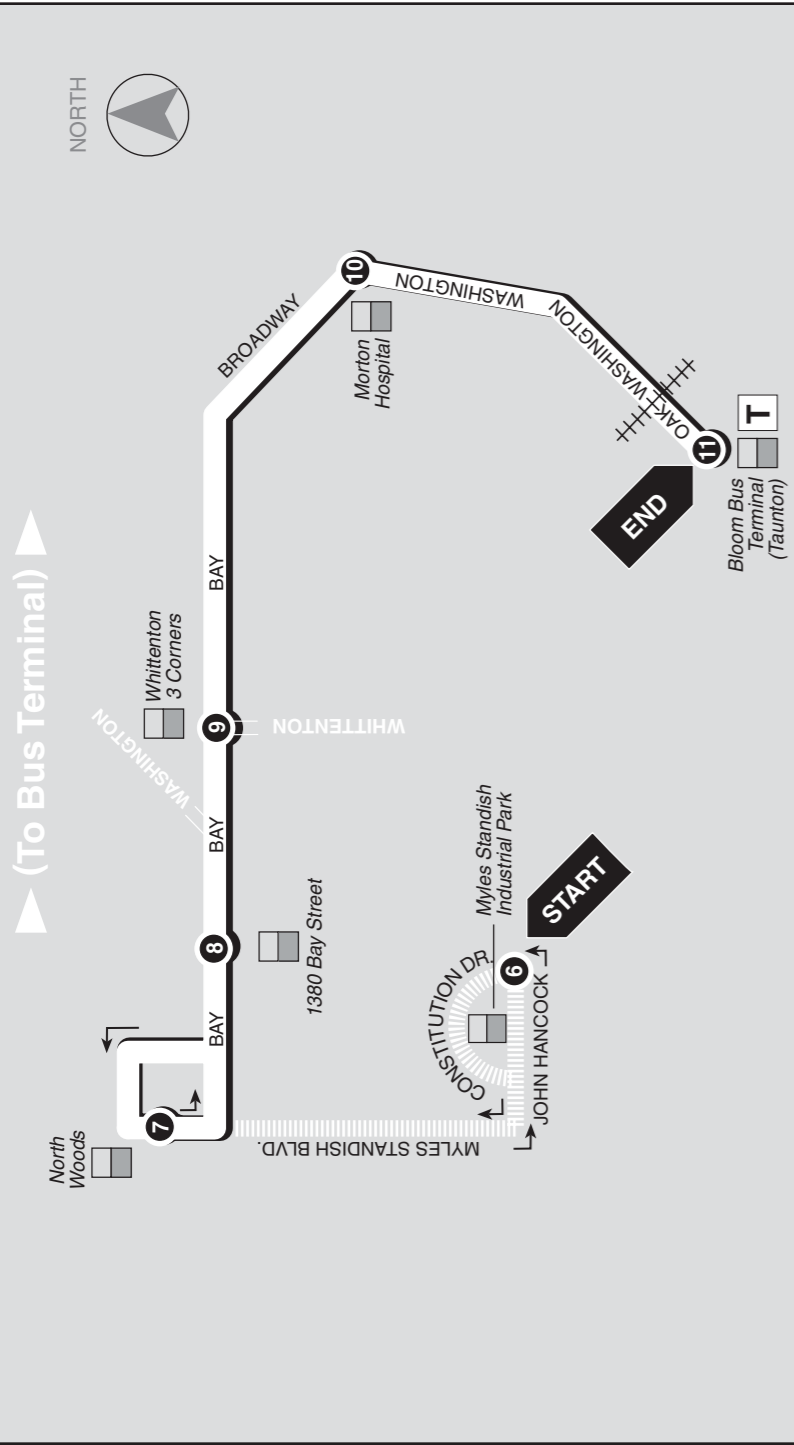 (To Bus Terminal)
NORTH
North
Woods
7
MYLES STANDISH BLVD.
BAY
8
1380 Bay Street
BAY
WASHINGTON
9
Whittenton
3 Corners
WHITTENTON
BAY
BROADWAY
10
Morton
Hospital
WASHINGTON
WASHINGTON
OAK
11
T
Bloom Bus
Terminal
(Taunton)
END
START
6
Myles Standish
Industrial Park
CONSTITUTION DR.
JOHN HANCOCK